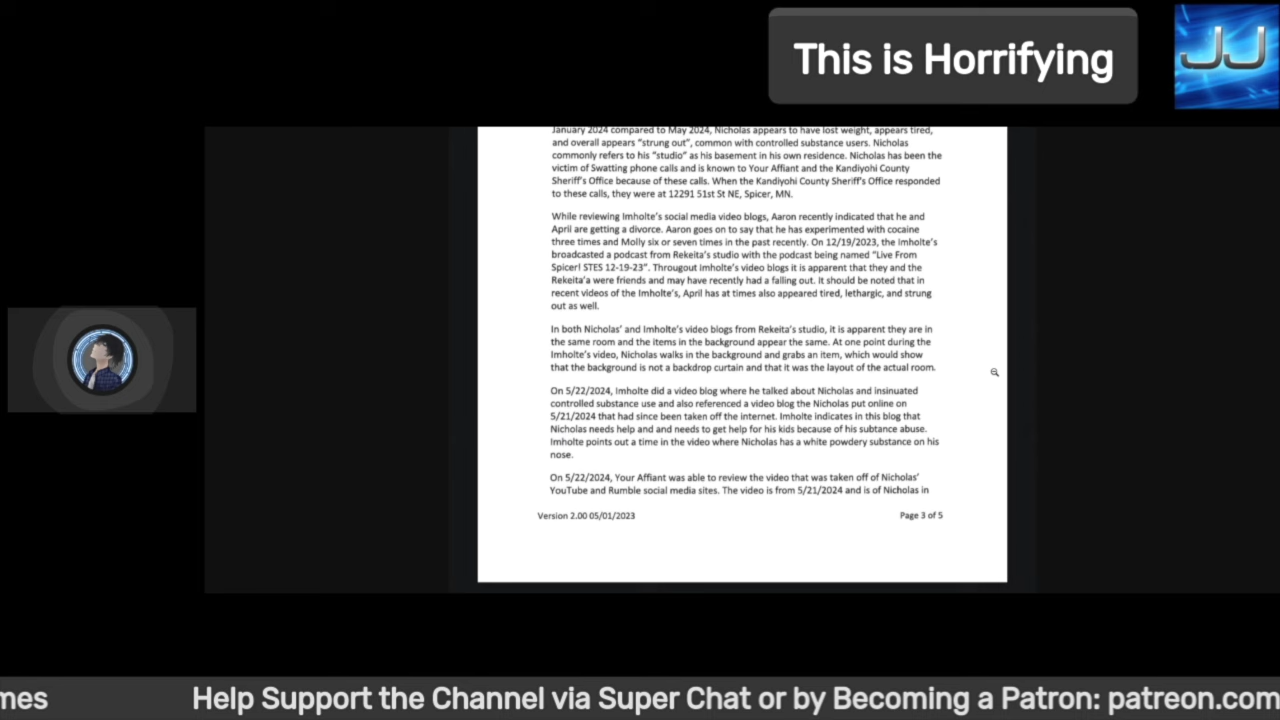 This is Horrifying
JJ
January 2024 compared to May 2024, Nicholas appears to have lost weight, appears tired,
and overall appears "strung out", common with controlled substance users. Nicholas
commonly refers to his "studio" as his basement in his own residence. Nicholas has been the
victim of Swatting phone calls and is known to Your Affiant and the Kandiyohi County
Sheriff's Office because of these calls. When the Kandiyohi County Sheriff's Office responded
to these calls, they were at 12291 51st St NE, Spicer, MN.
While reviewing Imholte's social media video blogs, Aaron recently indicated that he and
April are getting a divorce. Aaron goes on to say that he has experimented with cocaine
three times and Molly six or seven times in the past recently. On 12/19/2023, the Imholte's
broadcasted a podcast from Rekeita's studio with the podcast being named "Live From
Spicer! STES 12-19-23". Througout Imholte's video blogs it is apparent that they and the
Rekeita'a were friends and may have recently had a falling out. It should be noted that in
recent videos of the Imholte's, April has at times also appeared tired, lethargic, and strung
out as well.
In both Nicholas' and Imholte's video blogs from Rekeita's studio, it is apparent they are in
the same room and the items in the background appear the same. At one point during the
Imholte's video, Nicholas walks in the background and grabs an item, which would show
that the background is not a backdrop curtain and that it was the layout of the actual room.
On 5/22/2024, Imholte did a video blog where he talked about Nicholas and insinuated
controlled substance use and also referenced a video blog the Nicholas put online on
5/21/2024 that had since been taken off the internet. Imholte indicates in this blog that
Nicholas needs help and and needs to get help for his kids because of his subtance abuse.
Imholte points out a time in the video where Nicholas has a white powdery substance on his
nose.
On 5/22/2024, Your Affiant was able to review the video that was taken off of Nicholas'
YouTube and Rumble social media sites. The video is from 5/21/2024 and is of Nicholas in
Version 2.00 05/01/2023 Page 3 of 5
mes Help Support the Channel via Super Chat or by Becoming a Patron: patreon.com